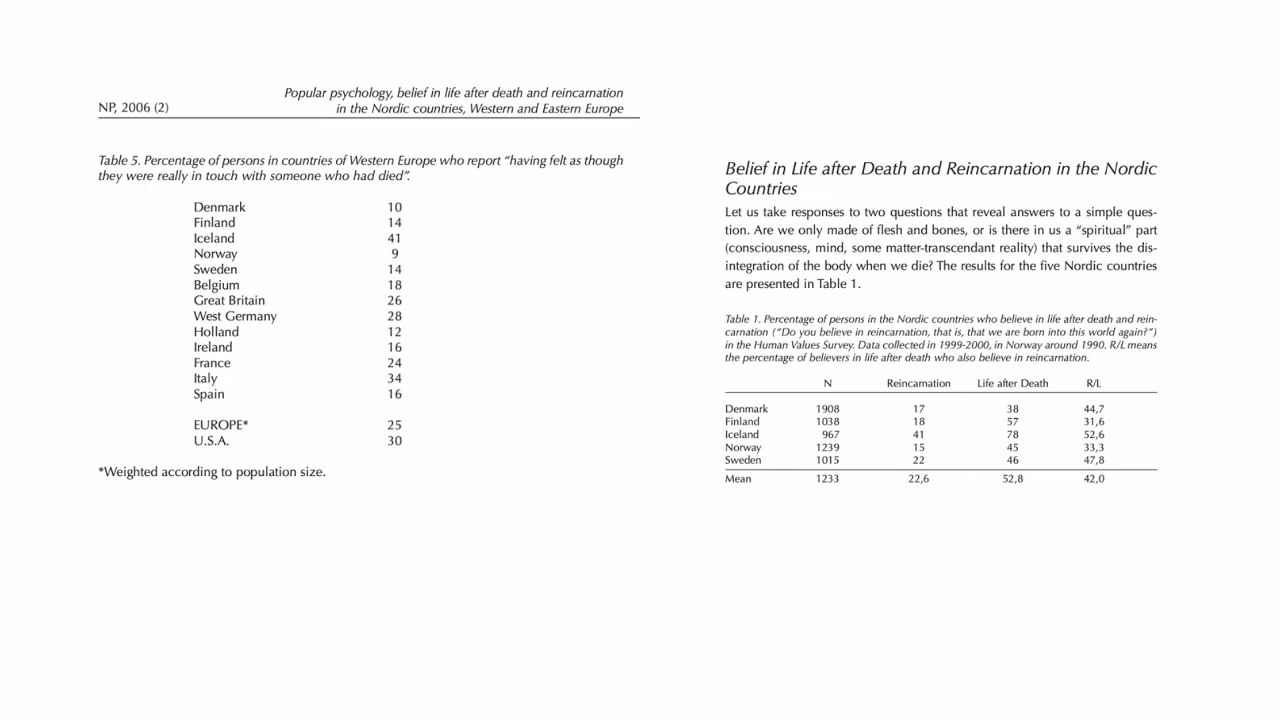 NP, 2006 (2)
Popular psychology, belief in life after death and reincarnation
in the Nordic countries, Western and Eastern Europe
Table 5. Percentage of persons in countries of Western Europe who report “having felt as though
they were really in touch with someone who had died”.
Denmark 10
Finland 14
Iceland 41
Norway 9
Sweden 14
Belgium 18
Great Britain 26
West Germany 28
Holland 12
Ireland 16
France 24
Italy 34
Spain 16
EUROPE* 25
U.S.A. 30
*Weighted according to population size.
Belief in Life after Death and Reincarnation in the Nordic
Countries
Let us take responses to two questions that reveal answers to a simple ques-
tion. Are we only made of flesh and bones, or is there in us a “spiritual” part
(consciousness, mind, some matter-transcendant reality) that survives the dis-
integration of the body when we die? The results for the five Nordic countries
are presented in Table 1.
Table 1. Percentage of persons in the Nordic countries who believe in life after death and rein-
carnation (“Do you believe in reincarnation, that is, that we are born into this world again?”)
in the Human Values Survey. Data collected in 1999-2000, in Norway around 1990. R/L means
the percentage of believers in life after death who also believe in reincarnation.
N Reincarnation Life after Death R/L
Denmark 1908 17 38 44,7
Finland 1038 18 57 31,6
Iceland 967 41 78 52,6
Norway 1239 15 45 33,3
Sweden 1015 22 46 47,8
Mean 1233 22,6 52,8 42,0